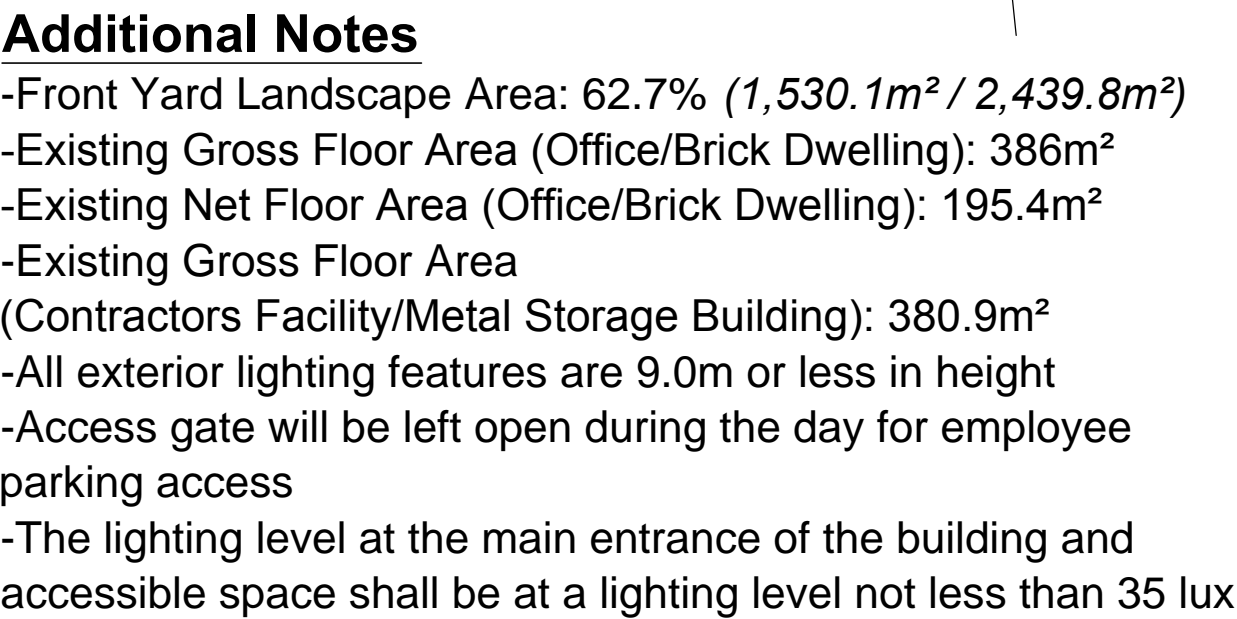 Additional Notes
-Front Yard Landscape Area: 62.7% (1,530.1m² / 2,439.8m²)
-Existing Gross Floor Area (Office/Brick Dwelling): 386m²
-Existing Net Floor Area (Office/Brick Dwelling): 195.4m²
-Existing Gross Floor Area
(Contractors Facility/Metal Storage Building): 380.9m²
-All exterior lighting features are 9.0m or less in height
-Access gate will be left open during the day for employee
parking access
-The lighting level at the main entrance of the building and
accessible space shall be at a lighting level not less than 35 lux